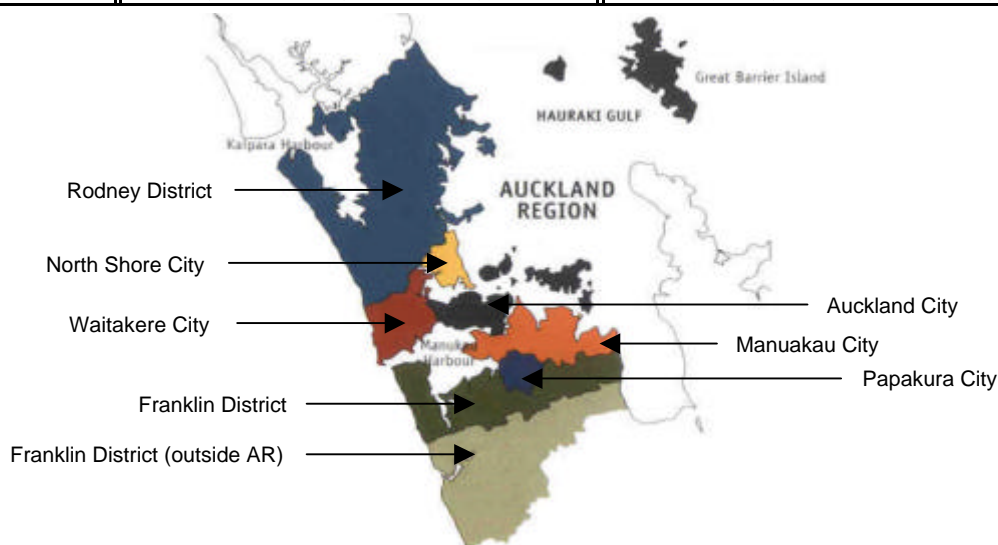 Great Barrier Island
HAURAKI GULF
Kaipara Harbour
Rodney District
AUCKLAND
REGION
North Shore City
Auckland City
Waitakere City
Manukau
Harbour
Manuakau City
Papakura City
Franklin District
Franklin District (outside AR)